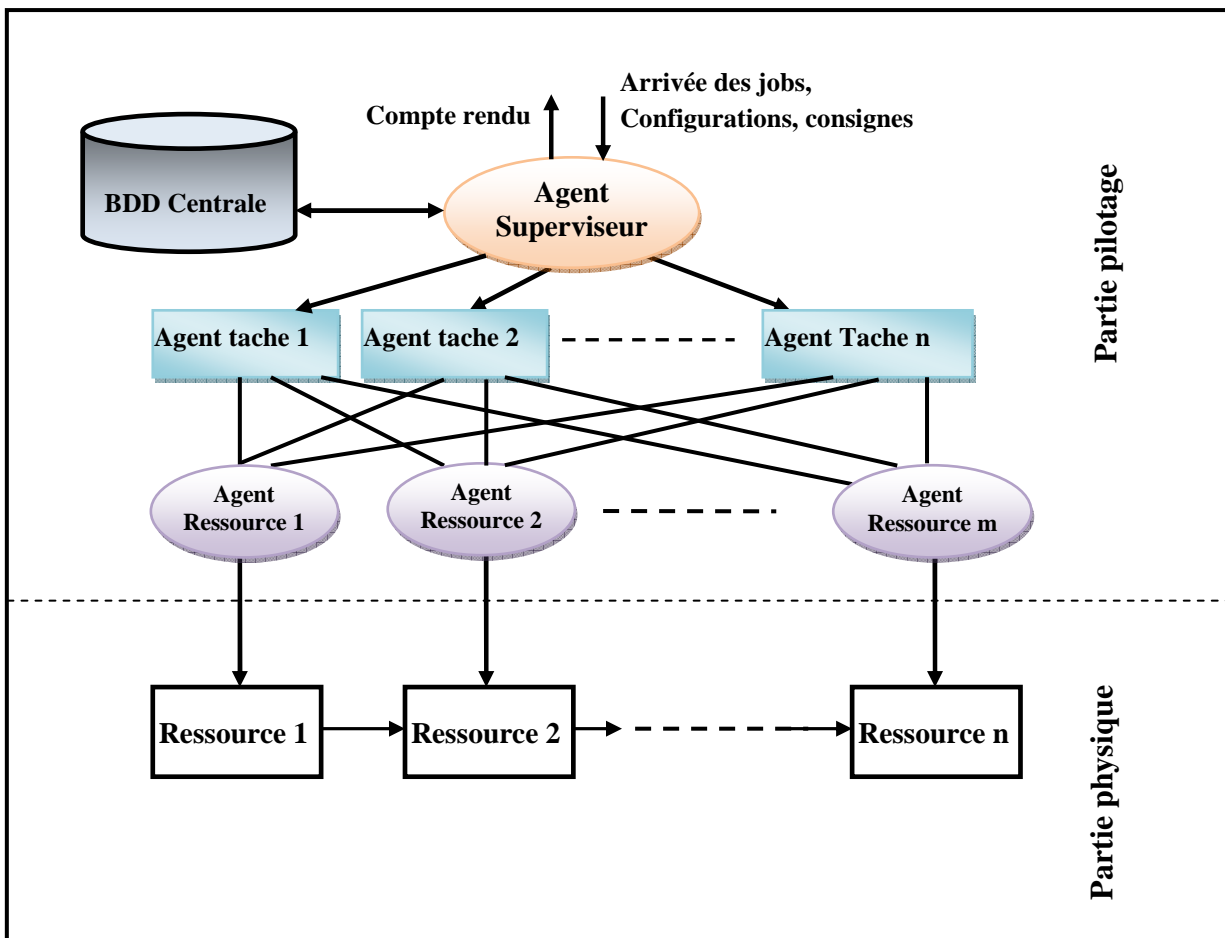 Arrivée des jobs,
Configurations, consignes
Compte rendu
BDD Centrale
Agent
Superviseur
Partie pilotage
Agent tache 1
Agent tache 2
Agent Tache n
Agent
Ressource 1
Agent
Ressource 2
Agent
Ressource m
Ressource 1
Ressource 2
Ressource n
Partie physique